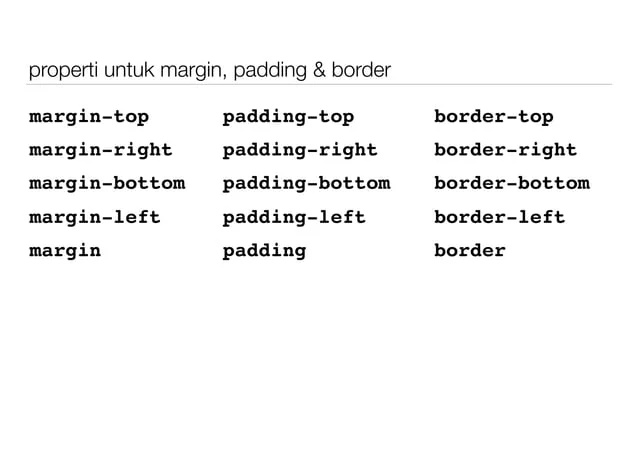 properti untuk margin, padding & border
margin-top padding-top border-top
margin-right padding-right border-right
margin-bottom padding-bottom border-bottom
margin-left padding-left border-left
margin padding border